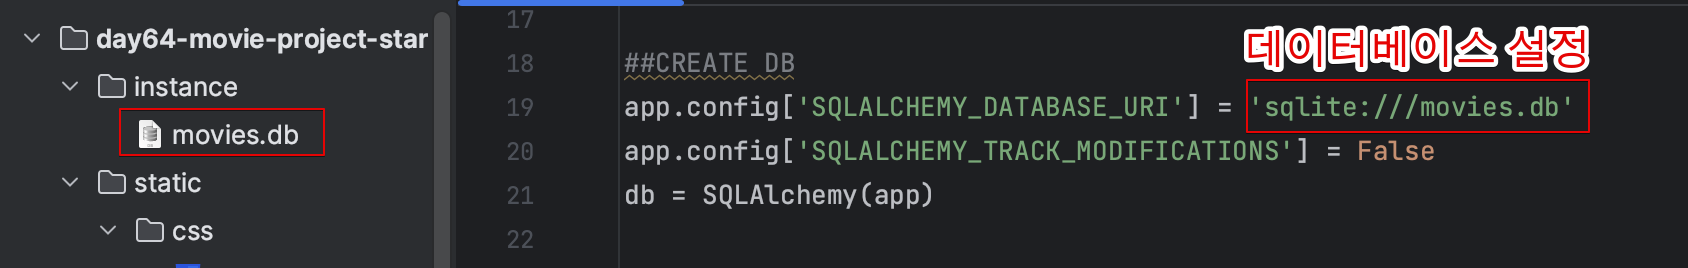 day64-movie-project-star
instance
movies.db
static
css
17
18 ##CREATE DB
데이터베이스 설정
19 app.config['SQLALCHEMY_DATABASE_URI'] = 'sqlite:///movies.db'
20 app.config['SQLALCHEMY_TRACK_MODIFICATIONS'] = False
21 db = SQLAlchemy(app)
22